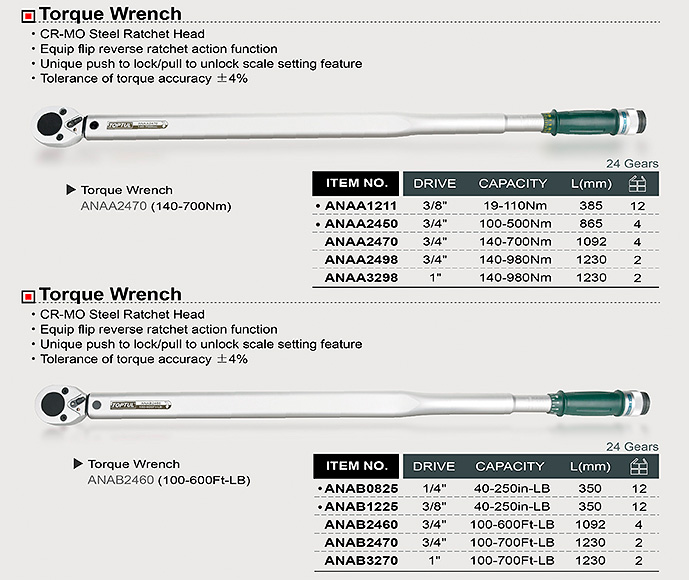 Torque Wrench
• CR-MO Steel Ratchet Head
• Equip flip reverse ratchet action function
• Unique push to lock/pull to unlock scale setting feature
• Tolerance of torque accuracy ±4%
TOPTUL ANAA2470
24 Gears
▶ Torque Wrench
ANAA2470 (140-700Nm)
ITEM NO. DRIVE CAPACITY L(mm)
• ANAA1211 3/8" 19-110Nm 385 12
• ANAA2450 3/4" 100-500Nm 865 4
ANAA2470 3/4" 140-700Nm 1092 4
ANAA2498 3/4" 140-980Nm 1230 2
ANAA3298 1" 140-980Nm 1230 2
Torque Wrench
• CR-MO Steel Ratchet Head
• Equip flip reverse ratchet action function
• Unique push to lock/pull to unlock scale setting feature
• Tolerance of torque accuracy ±4%
TOPTUL
24 Gears
▶ Torque Wrench
ANAB2460 (100-600Ft-LB)
ITEM NO. DRIVE CAPACITY L(mm)
• ANAB0825 1/4" 40-250in-LB 350 12
• ANAB1225 3/8" 40-250in-LB 350 12
ANAB2460 3/4" 100-600Ft-LB 1092 4
ANAB2470 3/4" 100-700Ft-LB 1230 2
ANAB3270 1" 100-700Ft-LB 1230 2